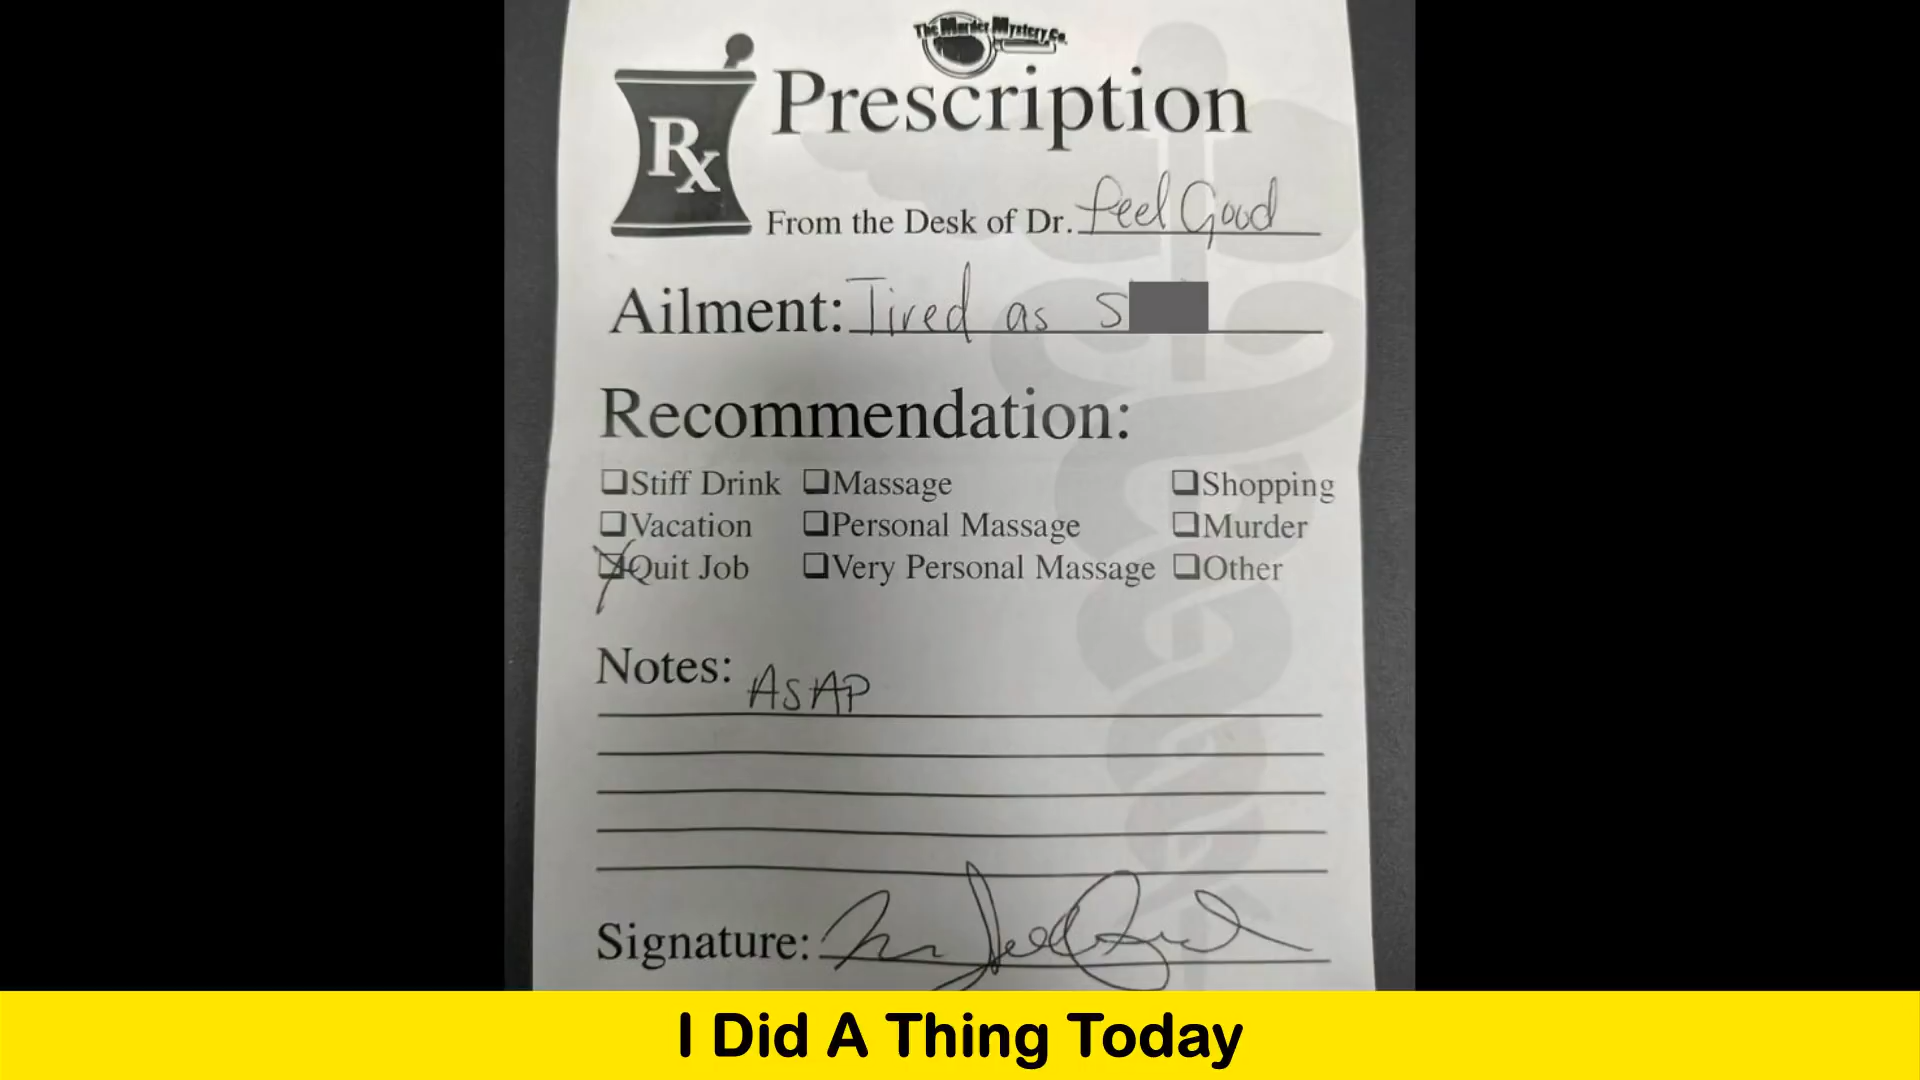 The Murder Mystery Co.
Rx
Prescription
From the Desk of Dr. feel Good
Ailment: Tired as S
Recommendation:
❑Stiff Drink ❑Massage ❑Shopping
❑Vacation ❑Personal Massage ❑Murder
❑Quit Job ❑Very Personal Massage ❑Other
Notes: ASAP
Signature:
I Did A Thing Today